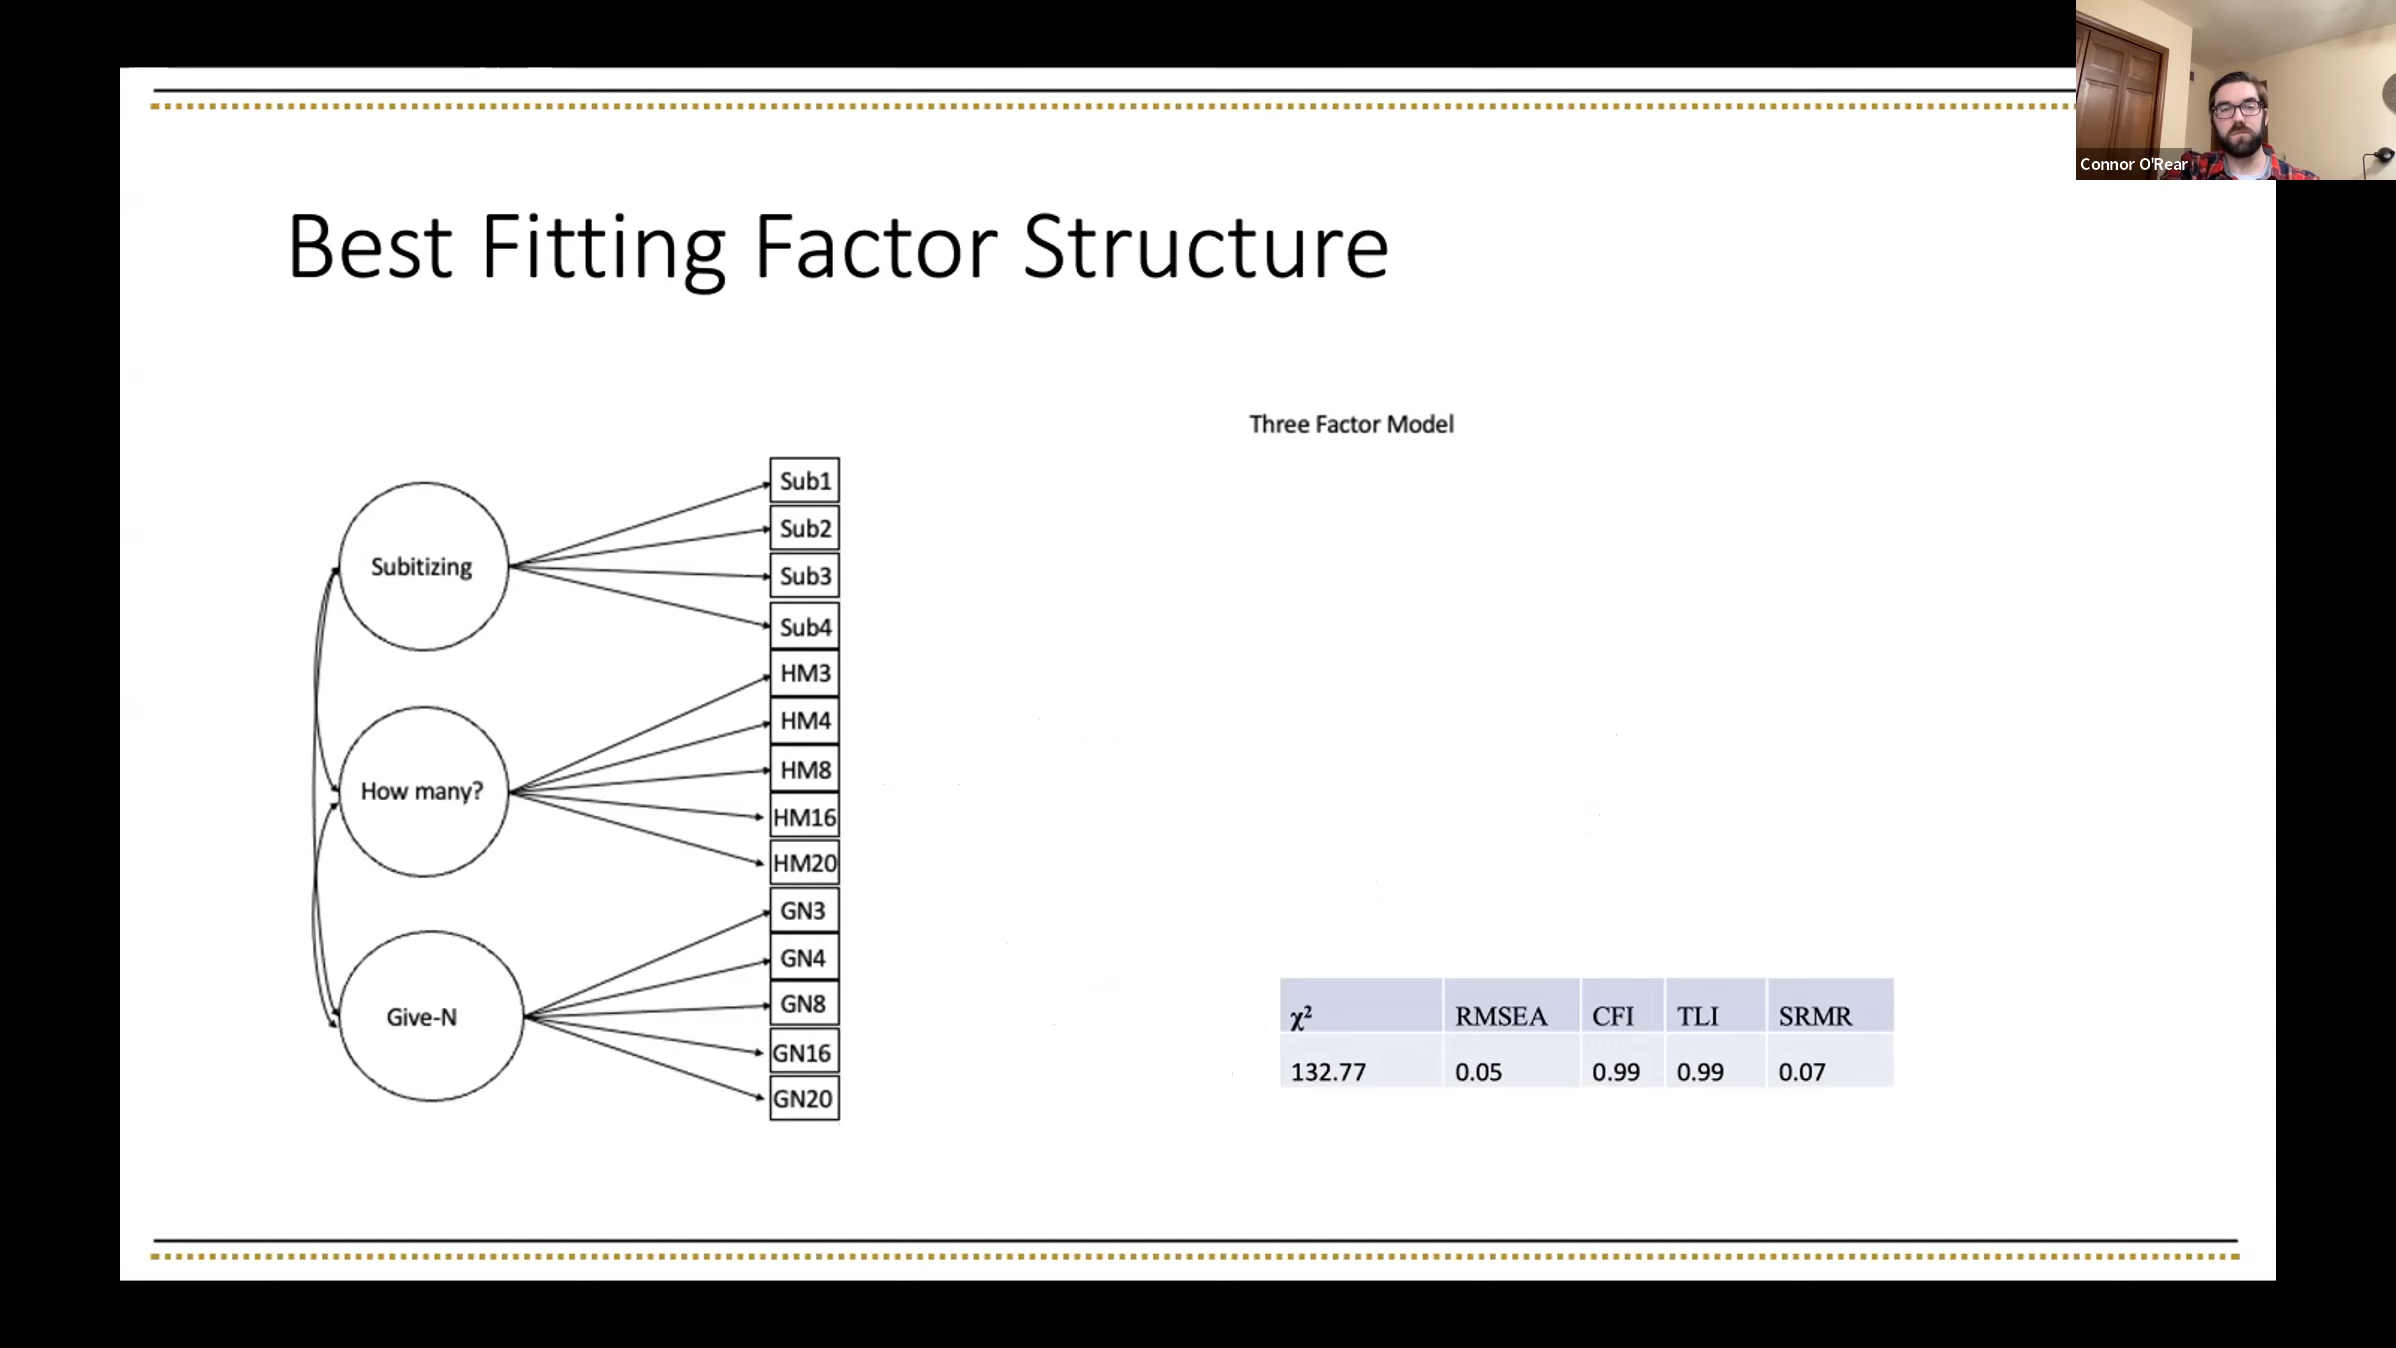 Connor O'Rear
Best Fitting Factor Structure
Three Factor Model
Subitizing
Sub1
Sub2
Sub3
Sub4
How many?
HM3
HM4
HM8
HM16
HM20
Give-N
GN3
GN4
GN8
GN16
GN20
χ² RMSEA CFI TLI SRMR
132.77 0.05 0.99 0.99 0.07